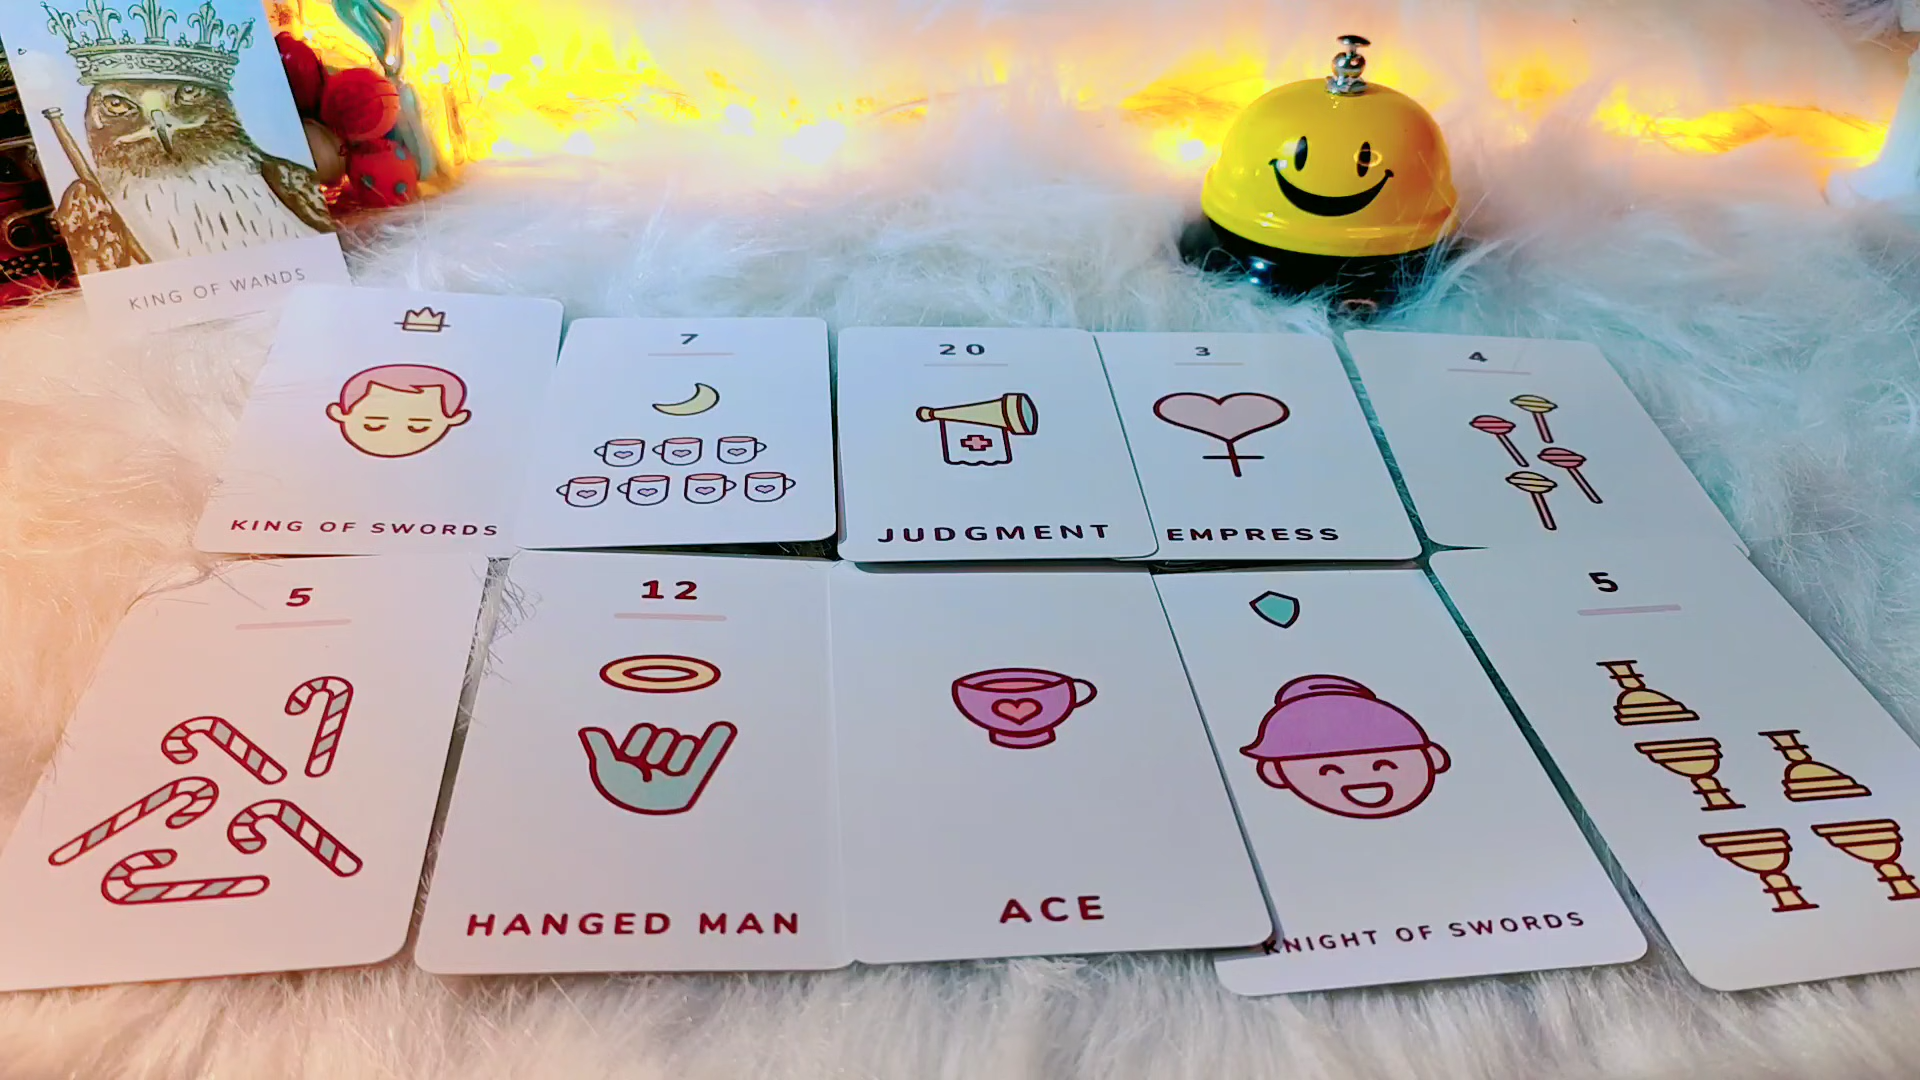 KING OF WANDS
KING OF SWORDS
7
20
JUDGMENT
3
EMPRESS
4
5
12
HANGED MAN
ACE
KNIGHT OF SWORDS
5